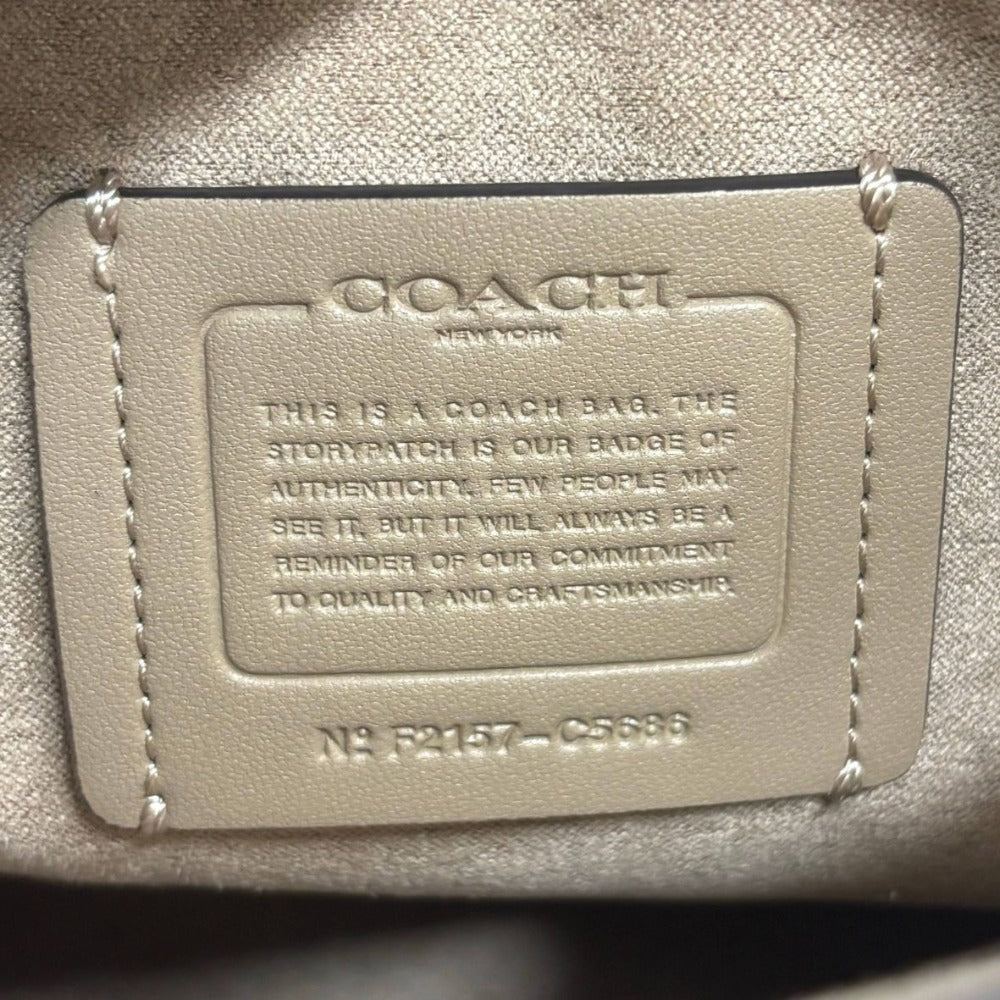 COACH
NEW YORK
THIS IS A COACH BAG. THE
STORYPATCH IS OUR BADGE OF
AUTHENTICITY. FEW PEOPLE MAY
SEE IT, BUT IT WILL ALWAYS BE A
REMINDER OF OUR COMMITMENT
TO QUALITY AND CRAFTSMANSHIP.
Nº F2157-C5686